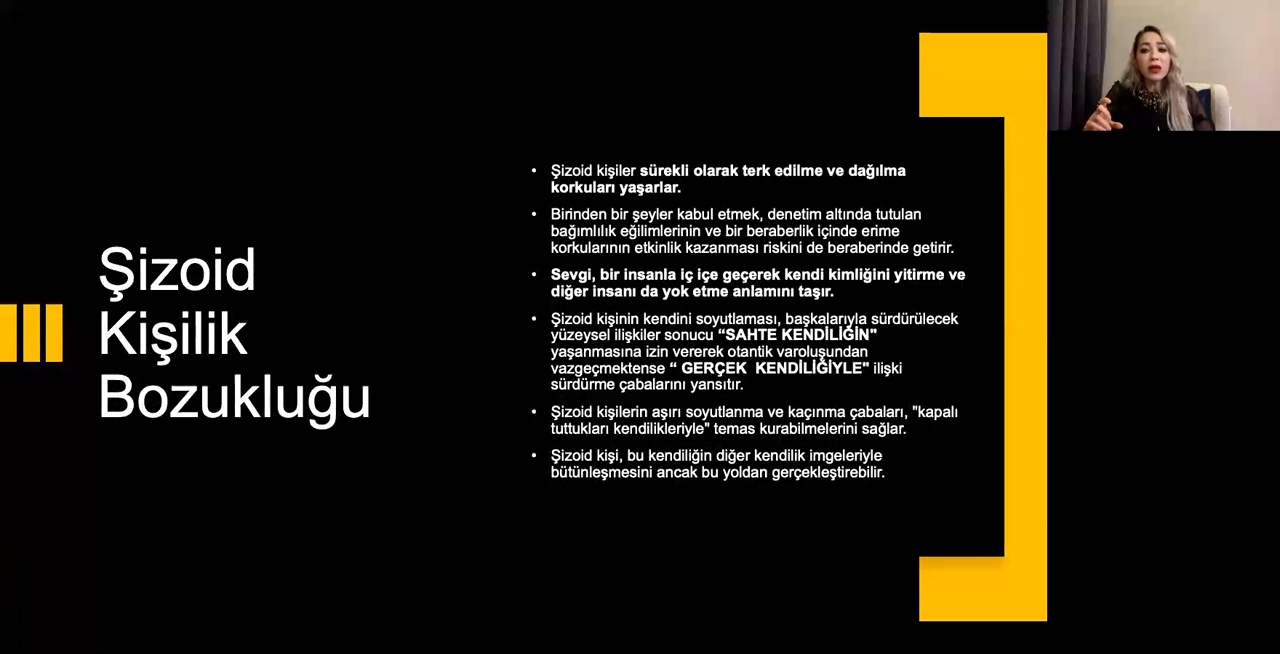 Şizoid
Kişilik
Bozukluğu
• Şizoid kişiler sürekli olarak terk edilme ve dağılma
korkuları yaşarlar.
• Birinden bir şeyler kabul etmek, denetim altında tutulan
bağımlılık eğilimlerinin ve bir beraberlik içinde erime
korkularının etkinlik kazanması riskini de beraberinde getirir.
• Sevgi, bir insanla iç içe geçerek kendi kimliğini yitirme ve
diğer insanı da yok etme anlamını taşır.
• Şizoid kişinin kendini soyutlaması, başkalarıyla sürdürülecek
yüzeysel ilişkiler sonucu “SAHTE KENDİLİĞİN"
yaşanmasına izin vererek otantik varoluşundan
vazgeçmektense “ GERÇEK KENDİLİĞİYLE" ilişki
sürdürme çabalarını yansıtır.
• Şizoid kişilerin aşırı soyutlanma ve kaçınma çabaları, "kapalı
tuttukları kendilikleriyle" temas kurabilmelerini sağlar.
• Şizoid kişi, bu kendiliğin diğer kendilik imgeleriyle
bütünleşmesini ancak bu yoldan gerçekleştirebilir.